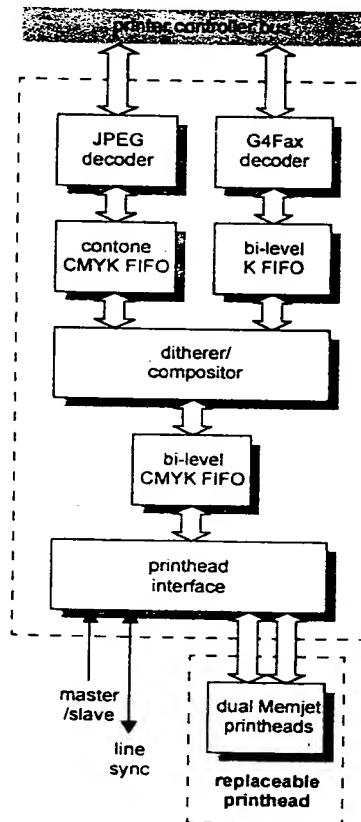 printer controller bus
JPEG
decoder
G4Fax
decoder
contone
CMYK FIFO
bi-level
K FIFO
ditherer/
compositor
bi-level
CMYK FIFO
printhead
interface
master
/slave
line
sync
dual Memjet
printheads
replaceable
printhead